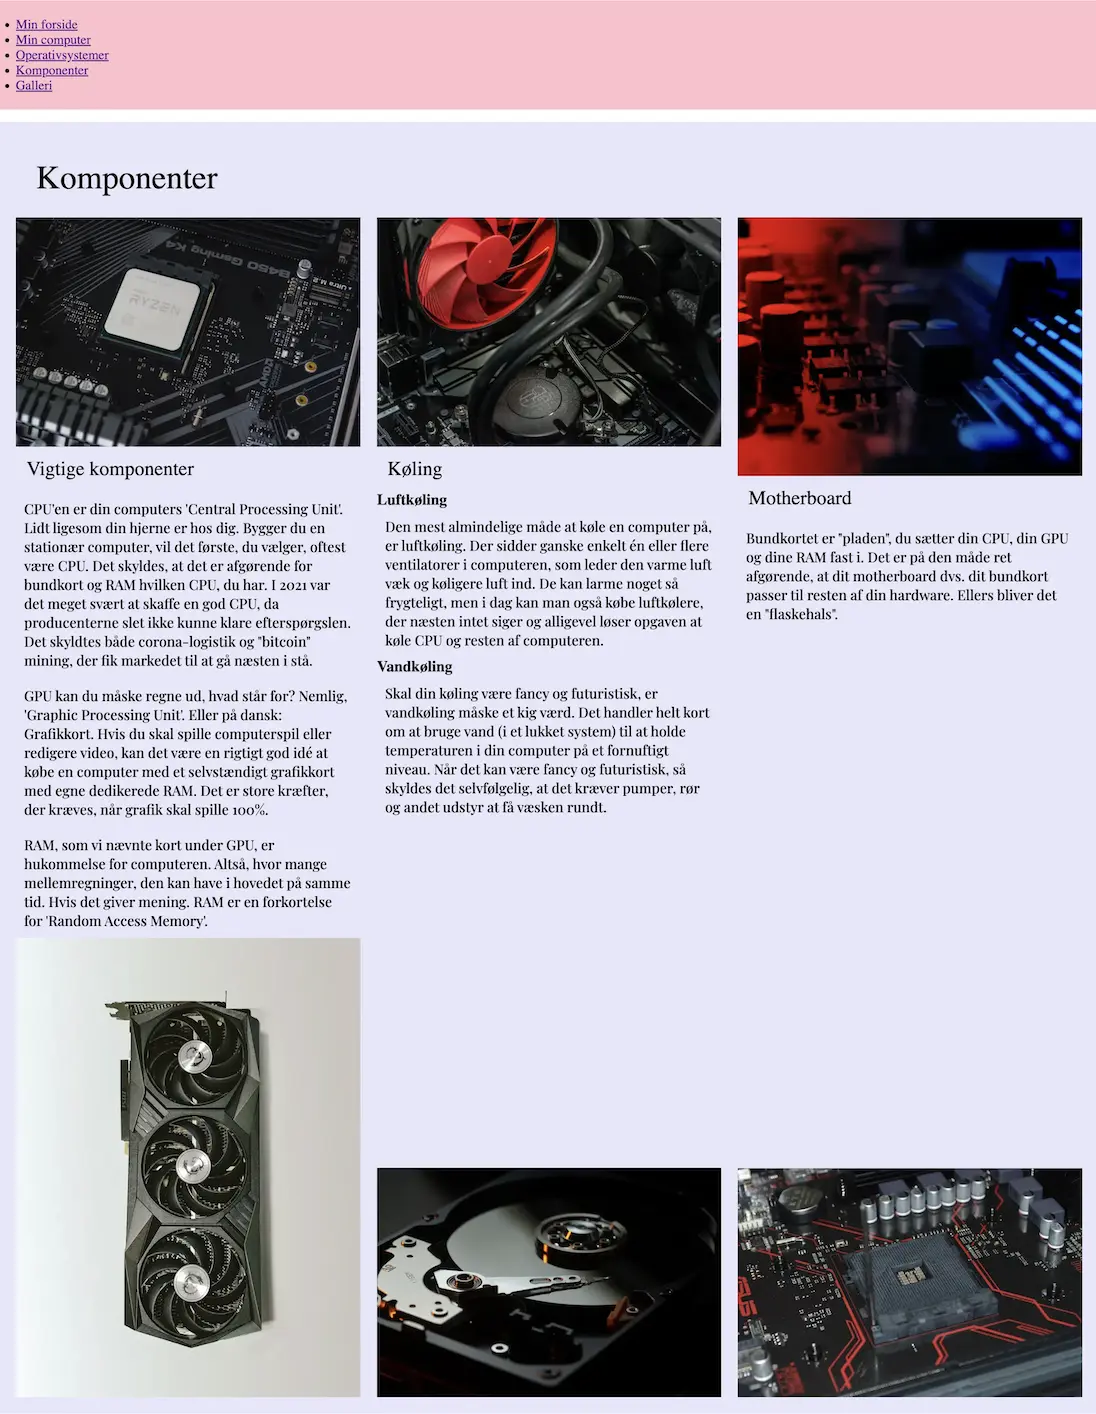 Min forside
Min computer
Operativsystemer
Komponenter
Galleri
Komponenter
B450 Gaming K4
Ultra M.2
RYZEN
AMD
Vigtige komponenter
CPU'en er din computers 'Central Processing Unit'.
Lidt ligesom din hjerne er hos dig. Bygger du en
stationær computer, vil det første, du vælger, oftest
være CPU. Det skyldes, at det er afgørende for
bundkort og RAM hvilken CPU, du har. I 2021 var
det meget svært at skaffe en god CPU, da
producenterne slet ikke kunne klare efterspørgslen.
Det skyldtes både corona-logistik og "bitcoin"
mining, der fik markedet til at gå næsten i stå.
GPU kan du måske regne ud, hvad står for? Nemlig,
'Graphic Processing Unit'. Eller på dansk:
Grafikkort. Hvis du skal spille computerspil eller
redigere video, kan det være en rigtigt god idé at
købe en computer med et selvstændigt grafikkort
med egne dedikerede RAM. Det er store kræfter,
der kræves, når grafik skal spille 100%.
RAM, som vi nævnte kort under GPU, er
hukommelse for computeren. Altså, hvor mange
mellemregninger, den kan have i hovedet på samme
tid. Hvis det giver mening. RAM er en forkortelse
for 'Random Access Memory'.
Køling
Luftkøling
Den mest almindelige måde at køle en computer på,
er luftkøling. Der sidder ganske enkelt én eller flere
ventilatorer i computeren, som leder den varme luft
væk og køligere luft ind. De kan larme noget så
frygteligt, men i dag kan man også købe luftkølere,
der næsten intet siger og alligevel løser opgaven at
køle CPU og resten af computeren.
Vandkøling
Skal din køling være fancy og futuristisk, er
vandkøling måske et kig værd. Det handler helt kort
om at bruge vand (i et lukket system) til at holde
temperaturen i din computer på et fornuftigt
niveau. Når det kan være fancy og futuristisk, så
skyldes det selvfølgelig, at det kræver pumper, rør
og andet udstyr at få væsken rundt.
Motherboard
Bundkortet er "pladen", du sætter din CPU, din GPU
og dine RAM fast i. Det er på den måde ret
afgørende, at dit motherboard dvs. dit bundkort
passer til resten af din hardware. Ellers bliver det
en "flaskehals".